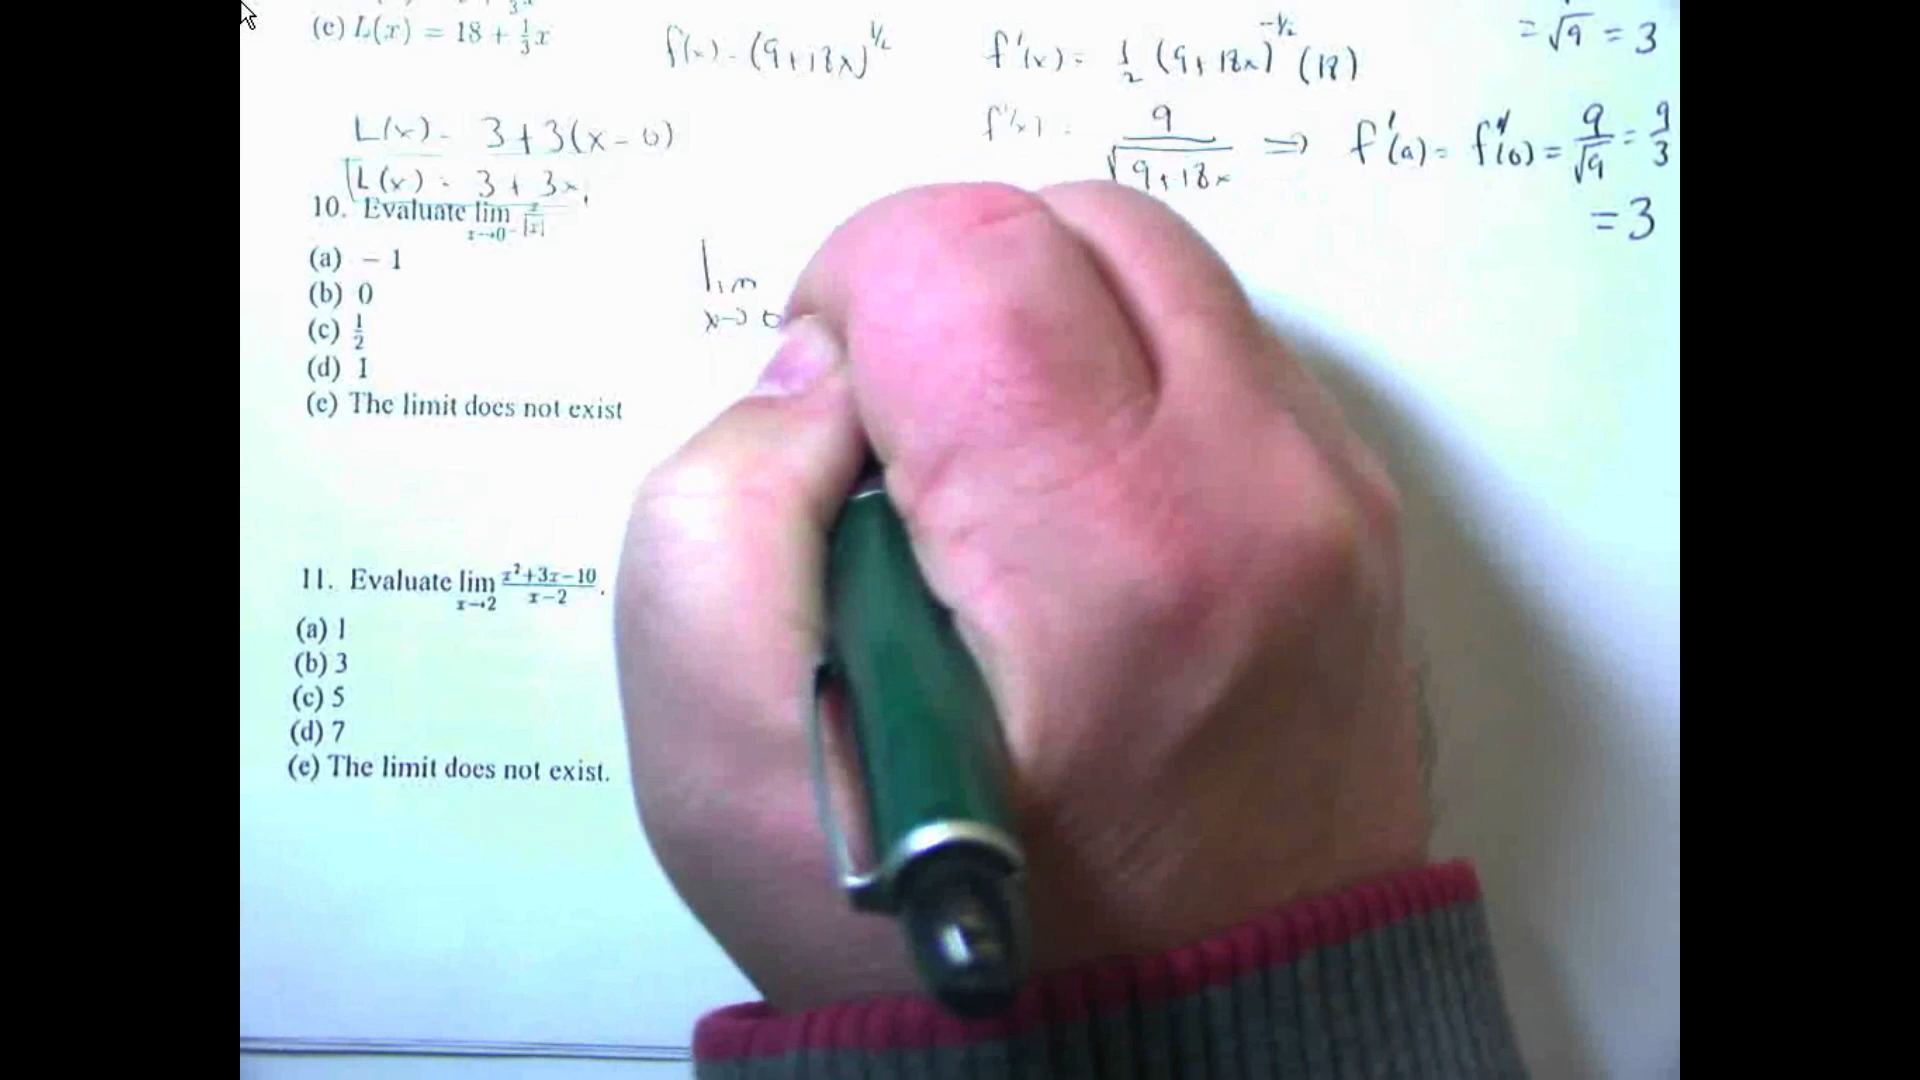 (e) L(x) = 18 + 1/3 x
f(x) = (9+18x)^1/2
f'(x) = 1/2 (9+18x)^-1/2 (18)
= √9 = 3
L(x) = 3+3(x-0)
f'(x) = 9/√(9+18x) => f'(a) = f'(0) = 9/√9 = 9/3
L(x) = 3 + 3x
= 3
10. Evaluate lim x→0⁻ x/|x|
(a) -1
(b) 0
(c) 1/2
(d) 1
(e) The limit does not exist
lim
x→0
11. Evaluate lim x→2 x²+3x-10/x-2.
(a) 1
(b) 3
(c) 5
(d) 7
(e) The limit does not exist.